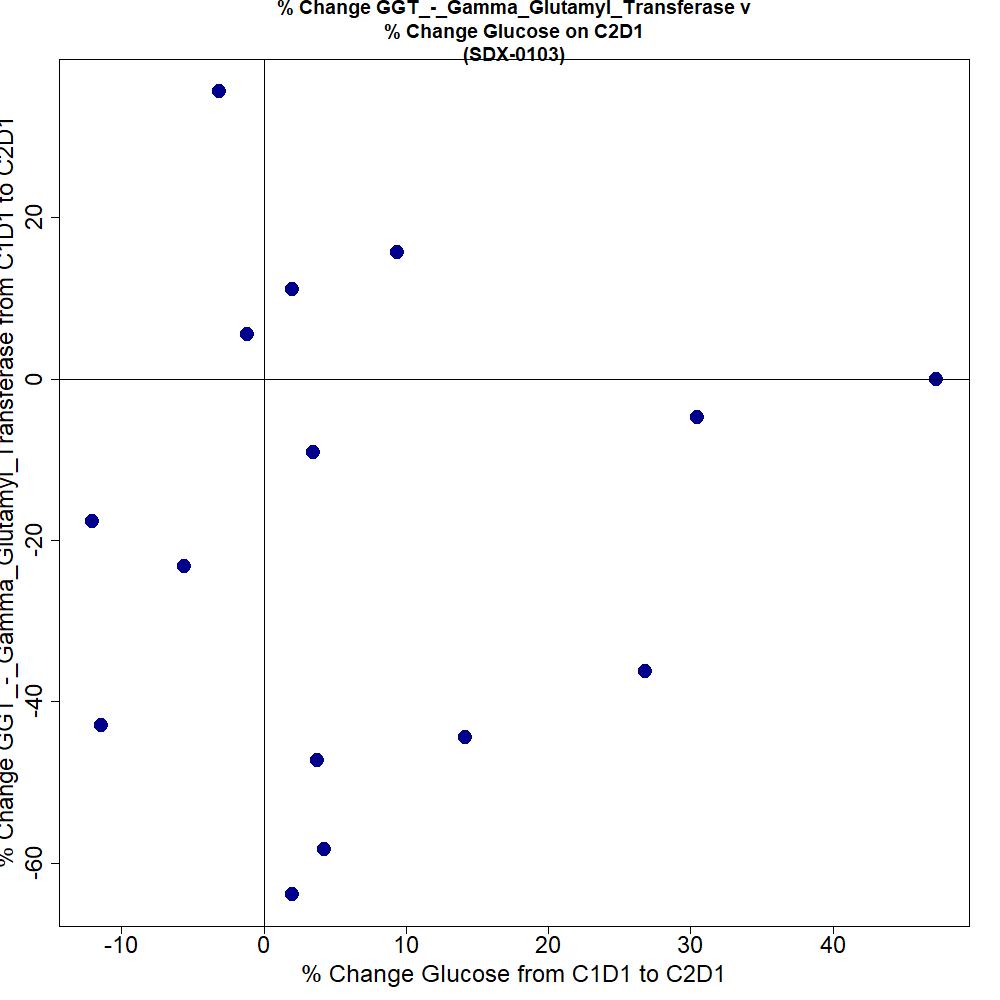 % Change GGT_-_Gamma_Glutamyl_Transferase v
% Change Glucose on C2D1
(SDX-0103)
% Change GGT_-_Gamma_Glutamyl_Transferase from C1D1 to C2D1
20
0
-20
-40
-60
-10
0
10
20
30
40
% Change Glucose from C1D1 to C2D1